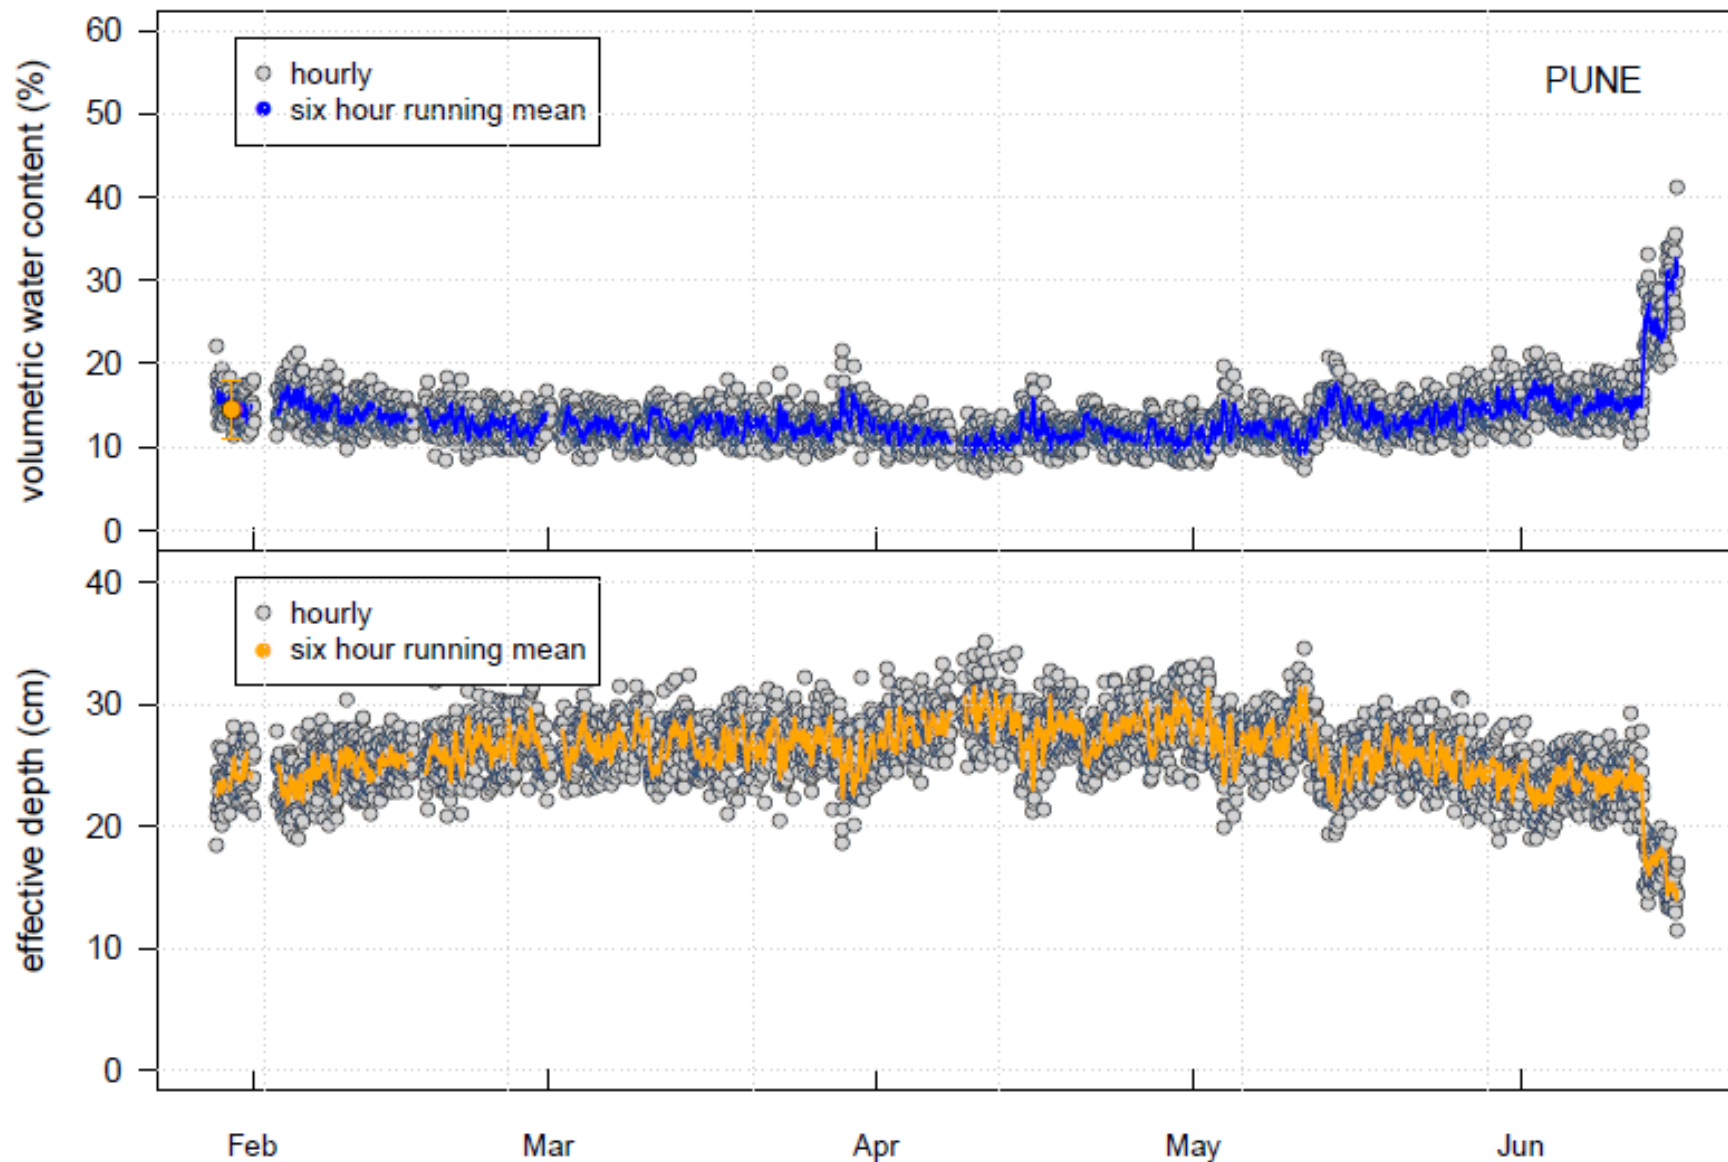 volumetric water content (%)
60
50
40
30
20
10
0
hourly
six hour running mean
PUNE
effective depth (cm)
40
30
20
10
0
hourly
six hour running mean
Feb Mar Apr May Jun